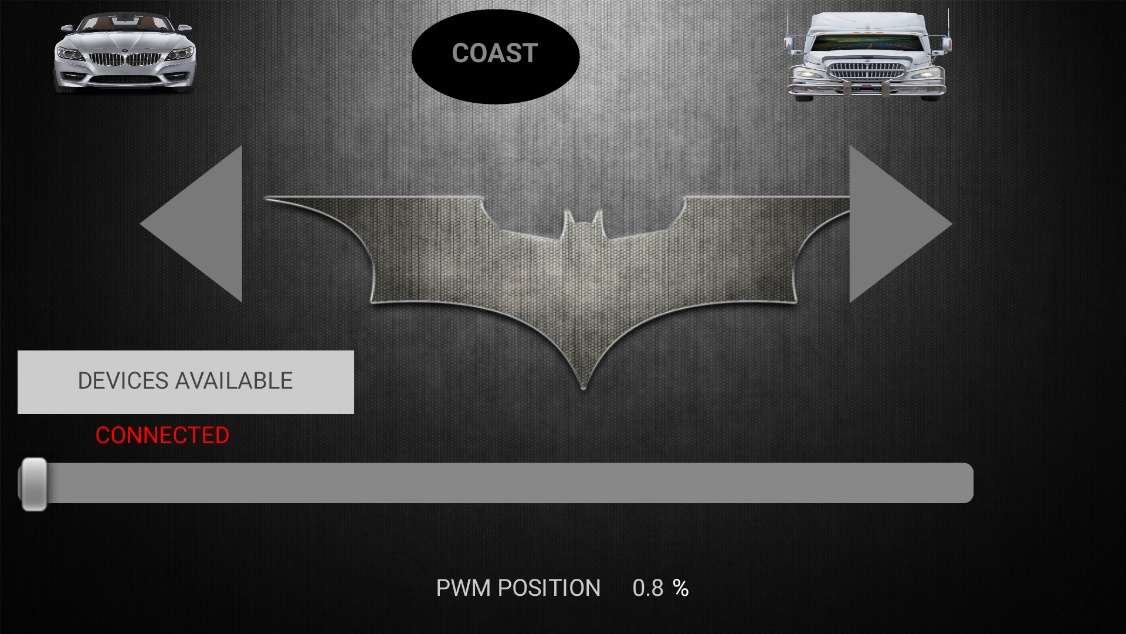 COAST
DEVICES AVAILABLE
CONNECTED
PWM POSITION 0.8 %